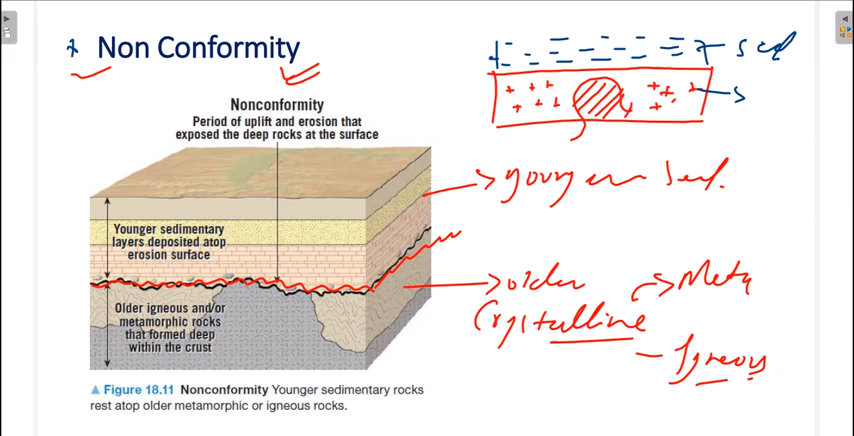 * Non Conformity
Nonconformity
Period of uplift and erosion that
exposed the deep rocks at the surface
Younger sedimentary
layers deposited atop
erosion surface
Older igneous and/or
metamorphic rocks
that formed deep
within the crust
▲ Figure 18.11 Nonconformity Younger sedimentary rocks
rest atop older metamorphic or igneous rocks.
Sed
S
younger Sed.
older
Crystalline
Meta
Igneous